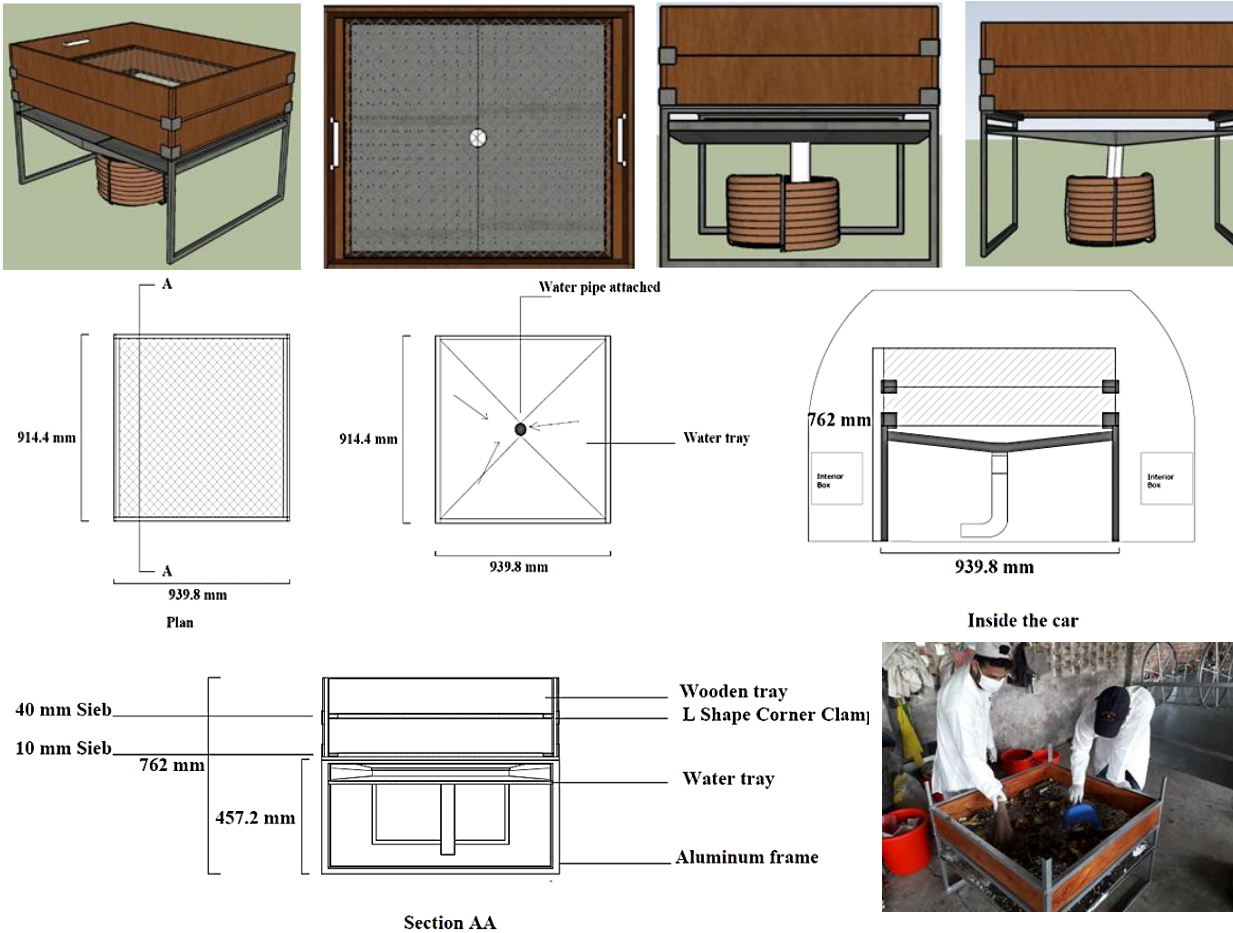 A
Water pipe attached
914.4 mm
914.4 mm
Water tray
762 mm
Interior
Box
Interior
Box
A
939.8 mm
939.8 mm
939.8 mm
Plan
Inside the car
40 mm Sieb
Wooden tray
L Shape Corner Clamp
10 mm Sieb
762 mm
Water tray
457.2 mm
Aluminum frame
Section AA